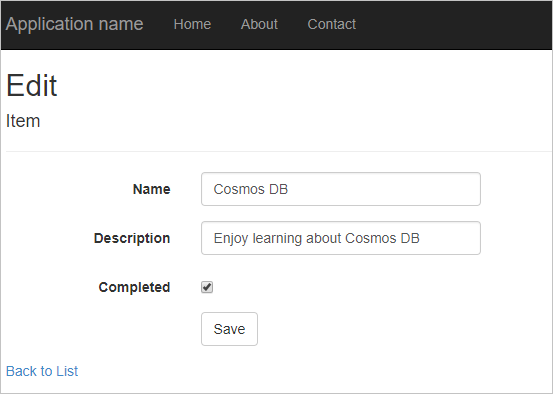 Application name Home About Contact
Edit
Item
Name Cosmos DB
Description Enjoy learning about Cosmos DB
Completed
Save
Back to List